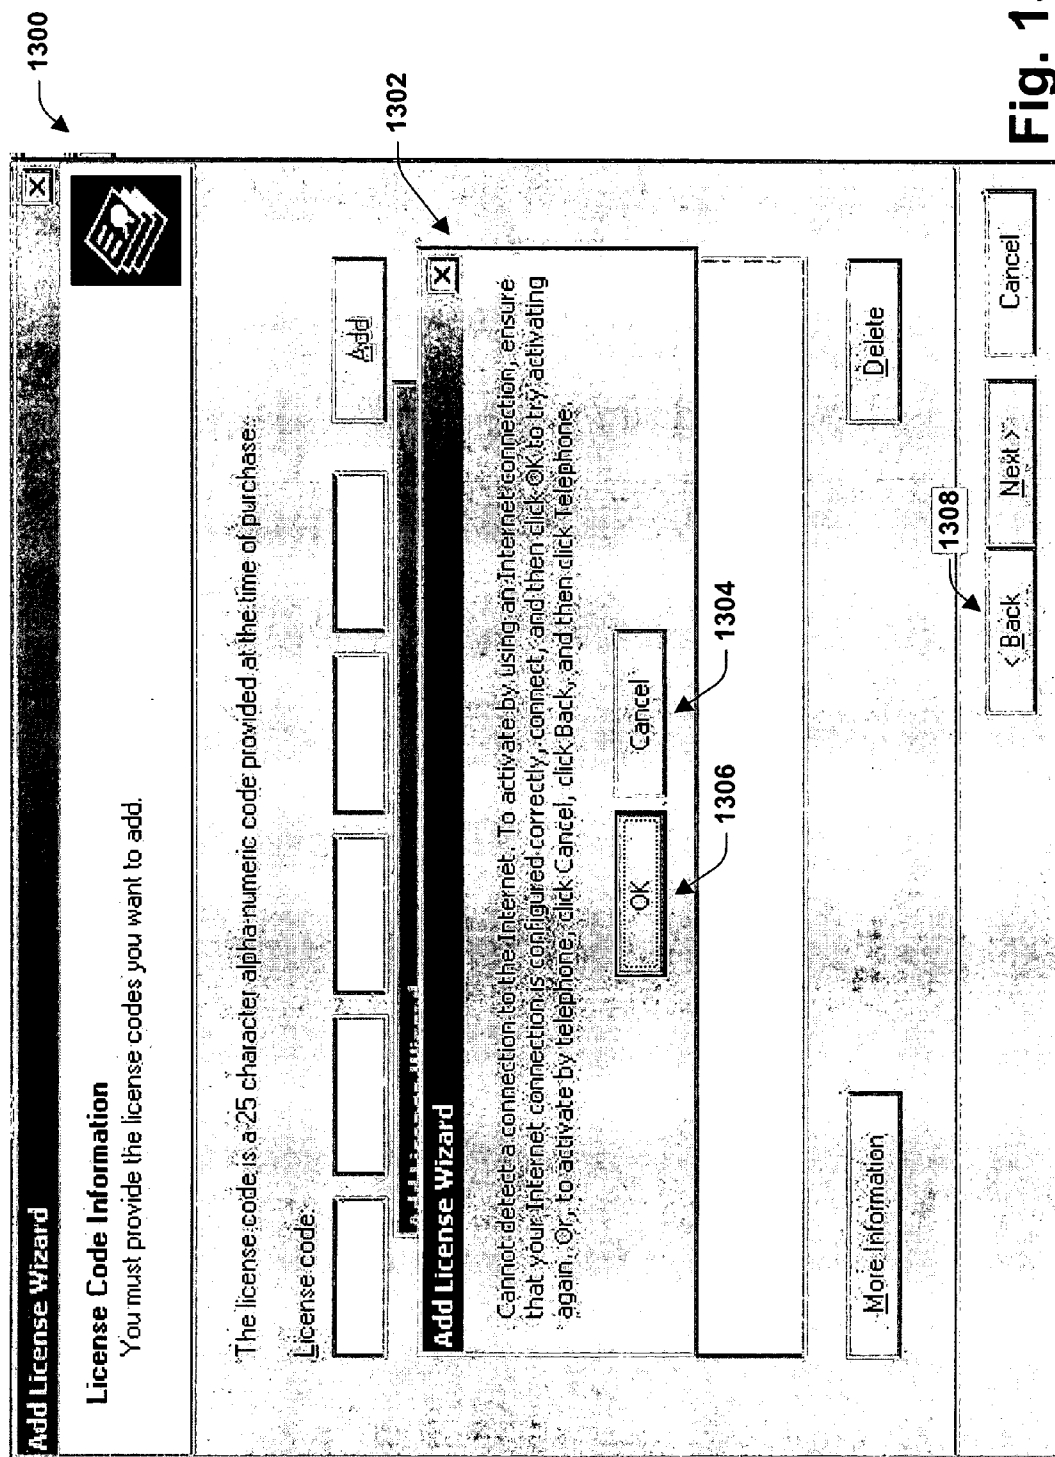 1300
Add License Wizard
License Code Information
You must provide the license codes you want to add.
The license code is a 25 character alpha-numeric code provided at the time of purchase.
License code:
Add
1302
Add License Wizard
Cannot detect a connection to the Internet. To activate by using an Internet connection, ensure
that your Internet connection is configured correctly, connect, and then click OK to try activating
again. Or, to activate by telephone, click Cancel, click Back, and then click Telephone.
OK
Cancel
1306
1304
More Information
Delete
1308
< Back
Next >
Cancel
Fig.